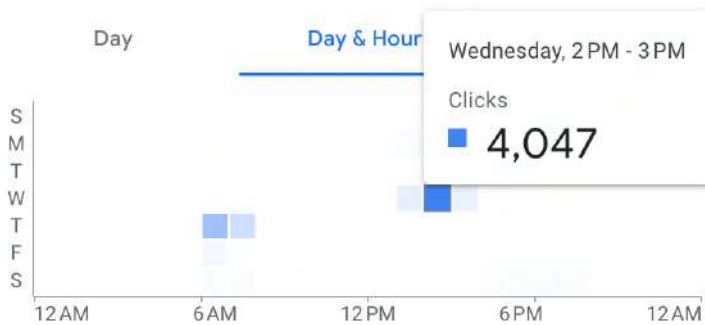 Day
Day & Hour
Wednesday, 2 PM - 3 PM
Clicks
4,047
S
M
T
W
T
F
S
12 AM 6 AM 12 PM 6 PM 12 AM